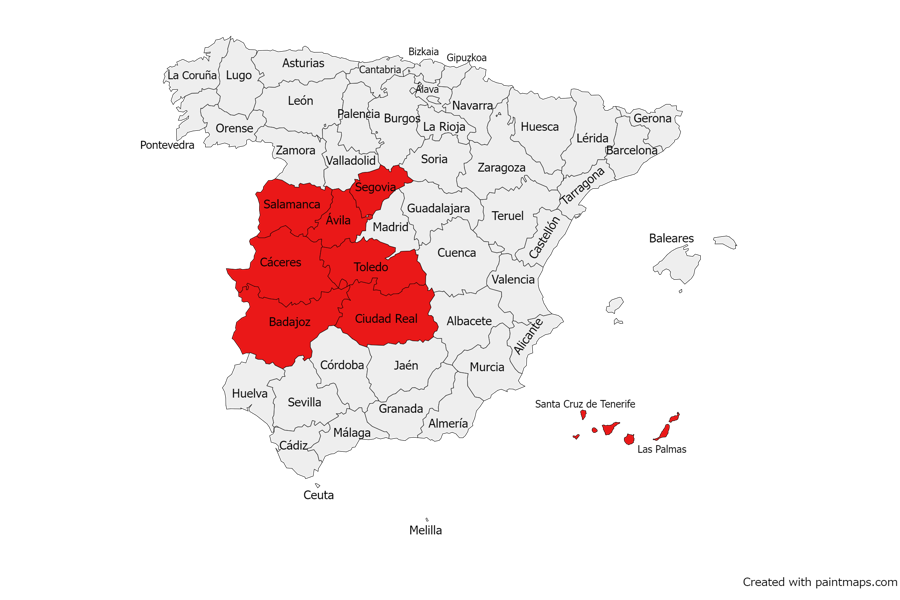 Bizkaia
Gipuzkoa
Asturias
Cantabria
La Coruña
Lugo
Álava
León
Navarra
Palencia
Burgos
Gerona
La Rioja
Huesca
Orense
Lérida
Pontevedra
Zamora
Barcelona
Valladolid
Soria
Zaragoza
Segovia
Tarragona
Salamanca
Guadalajara
Teruel
Ávila
Madrid
Castellón
Baleares
Cuenca
Cáceres
Toledo
Valencia
Badajoz
Ciudad Real
Albacete
Alicante
Córdoba
Jaén
Murcia
Huelva
Sevilla
Santa Cruz de Tenerife
Granada
Almería
Málaga
Cádiz
Las Palmas
Ceuta
Melilla
Created with paintmaps.com